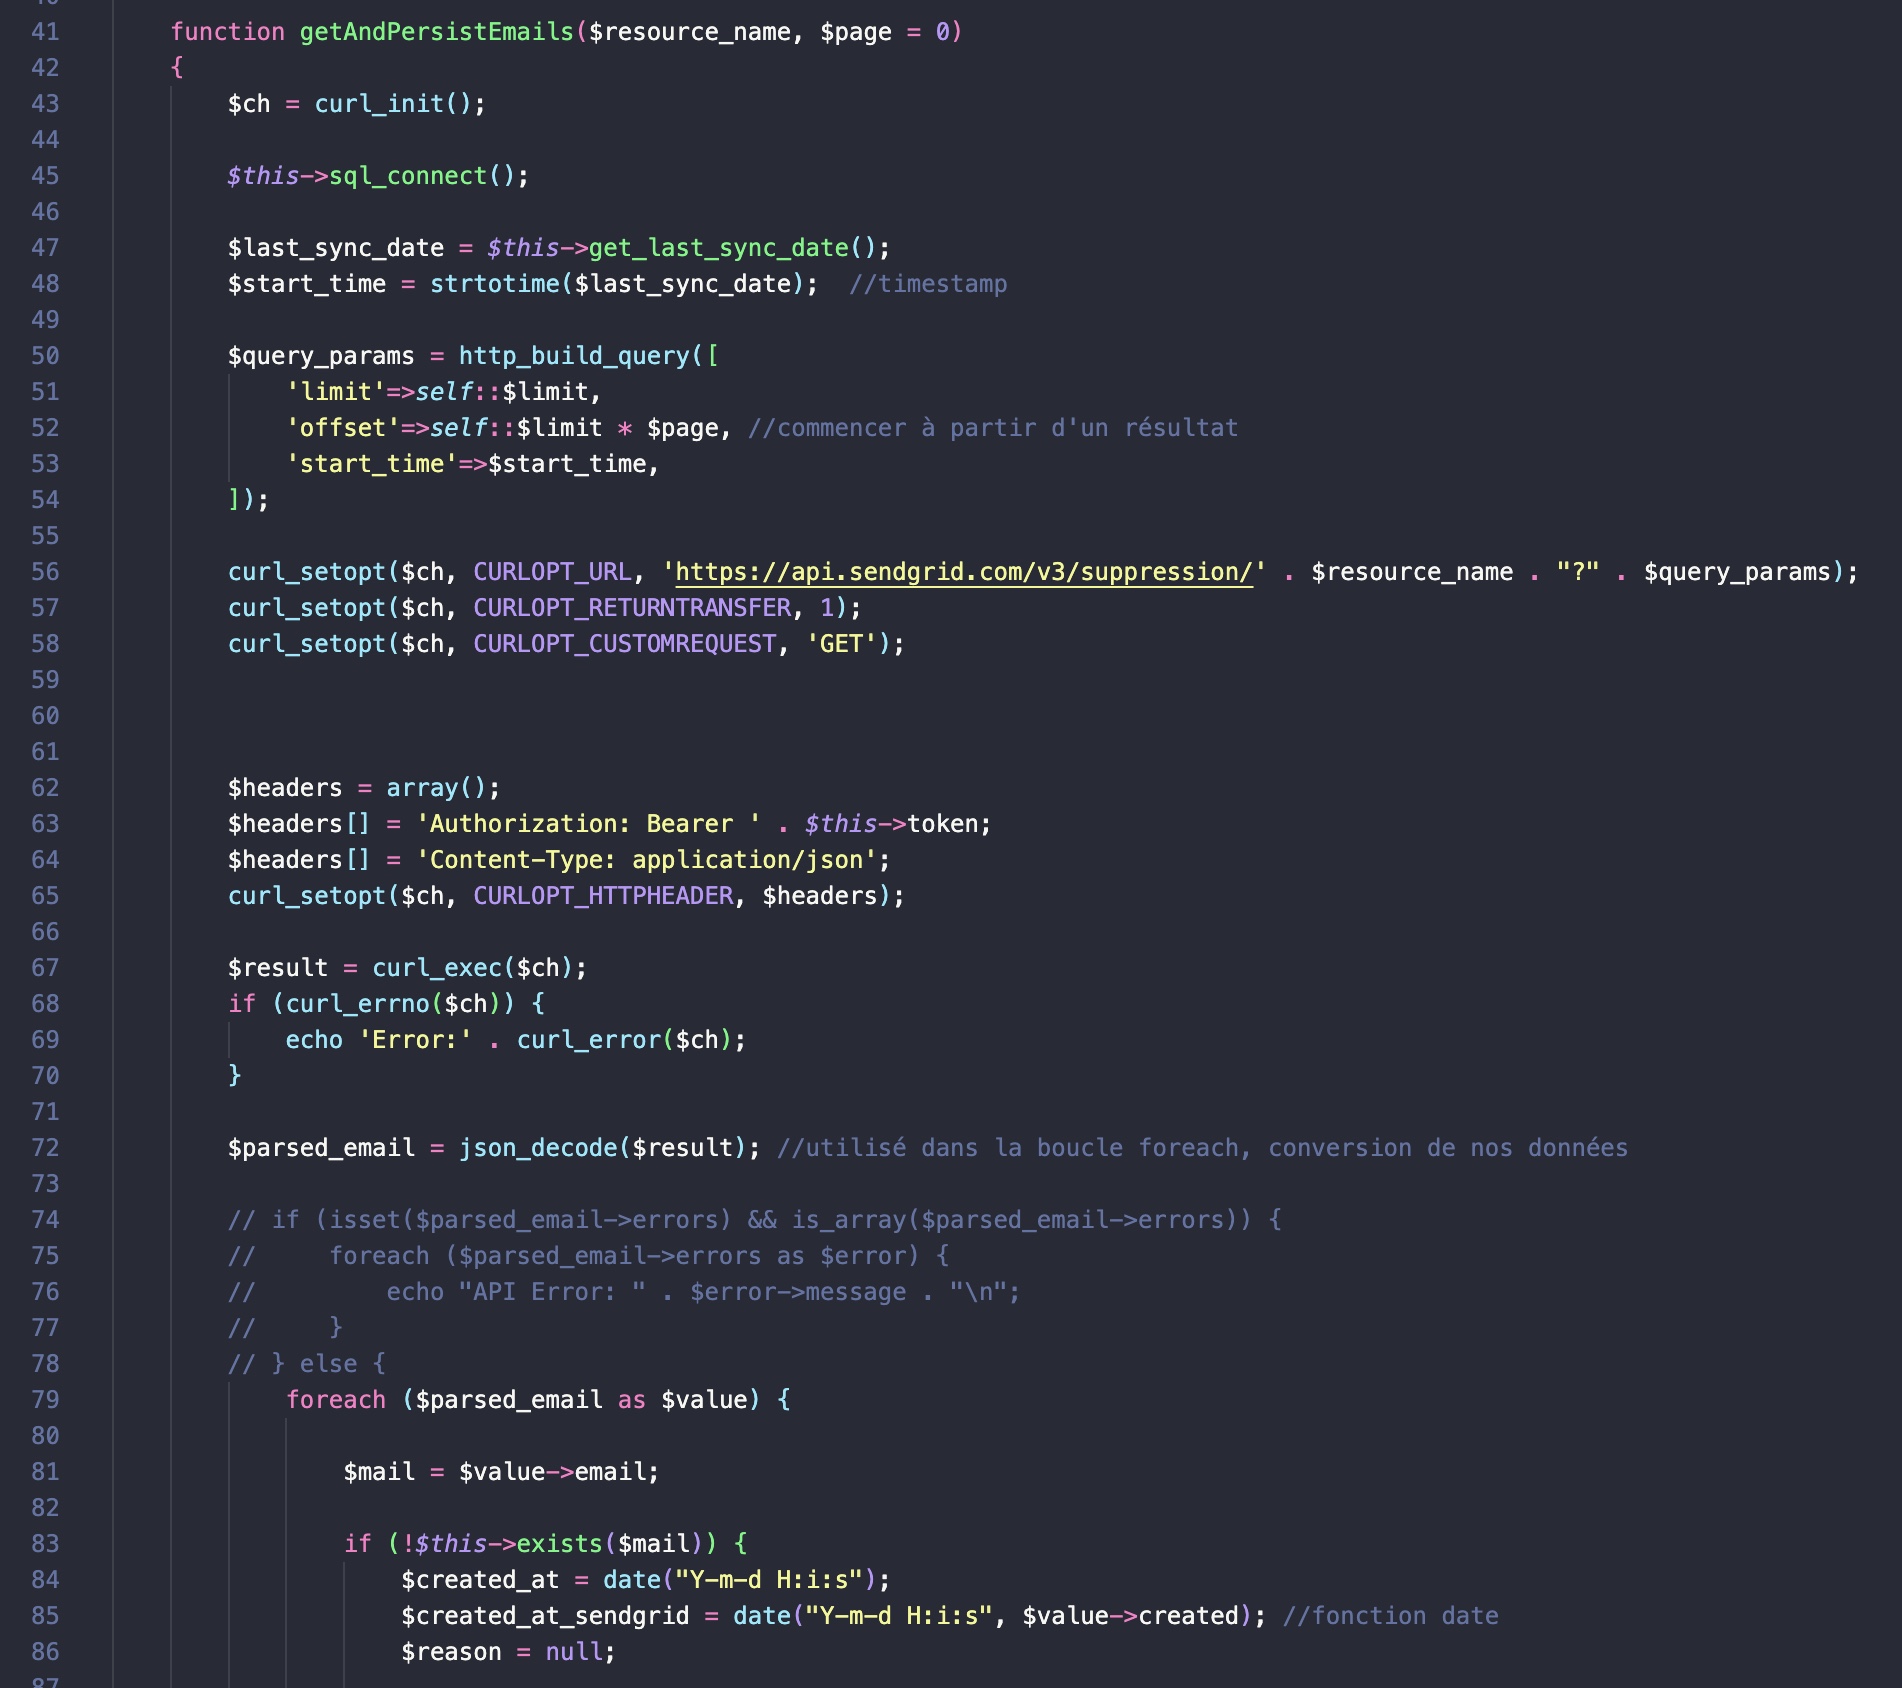 41 function getAndPersistEmails($resource_name, $page = 0)
42 {
43 $ch = curl_init();
44
45 $this->sql_connect();
46
47 $last_sync_date = $this->get_last_sync_date();
48 $start_time = strtotime($last_sync_date);  //timestamp
49
50 $query_params = http_build_query([
51 'limit'=>self::$limit,
52 'offset'=>self::$limit * $page, //commencer à partir d'un résultat
53 'start_time'=>$start_time,
54 ]);
55
56 curl_setopt($ch, CURLOPT_URL, 'https://api.sendgrid.com/v3/suppression/' . $resource_name . "?" . $query_params);
57 curl_setopt($ch, CURLOPT_RETURNTRANSFER, 1);
58 curl_setopt($ch, CURLOPT_CUSTOMREQUEST, 'GET');
59
60
61
62 $headers = array();
63 $headers[] = 'Authorization: Bearer ' . $this->token;
64 $headers[] = 'Content-Type: application/json';
65 curl_setopt($ch, CURLOPT_HTTPHEADER, $headers);
66
67 $result = curl_exec($ch);
68 if (curl_errno($ch)) {
69 echo 'Error:' . curl_error($ch);
70 }
71
72 $parsed_email = json_decode($result); //utilisé dans la boucle foreach, conversion de nos données
73
74 // if (isset($parsed_email->errors) && is_array($parsed_email->errors)) {
75 //     foreach ($parsed_email->errors as $error) {
76 //         echo "API Error: " . $error->message . "\n";
77 //     }
78 // } else {
79 foreach ($parsed_email as $value) {
80
81 $mail = $value->email;
82
83 if (!$this->exists($mail)) {
84 $created_at = date("Y-m-d H:i:s");
85 $created_at_sendgrid = date("Y-m-d H:i:s", $value->created); //fonction date
86 $reason = null;
87